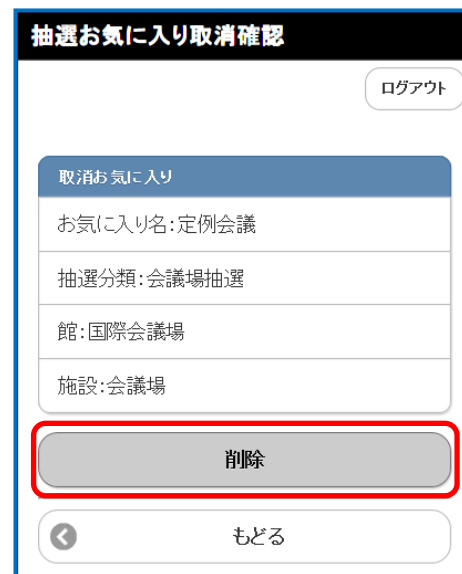 抽選お気に入り取消確認
ログアウト
取消お気に入り
お気に入り名:定例会議
抽選分類:会議場抽選
館:国際会議場
施設:会議場
削除
もどる